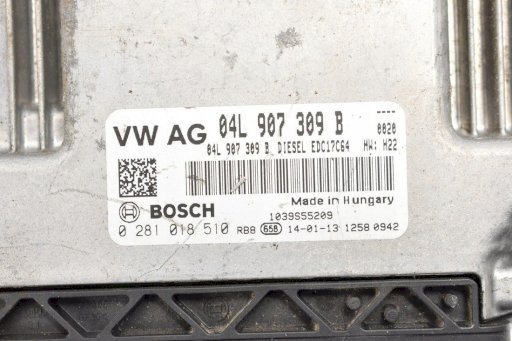 VW AG 04L 907 309 B ----
04L 907 309 B DIESEL EDC17C64 0020
HW: H22
Made in Hungary
BOSCH 1039S55209
0 281 018 510 RB8 658 14-01-13 1258 0942